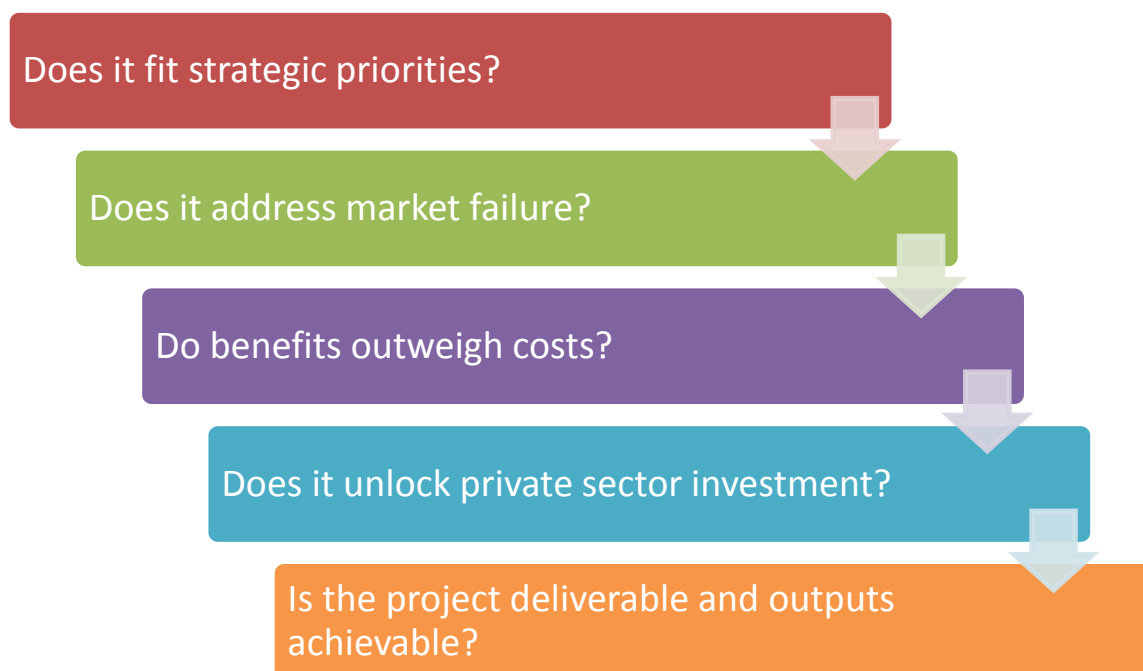 Does it fit strategic priorities?
Does it address market failure?
Do benefits outweigh costs?
Does it unlock private sector investment?
Is the project deliverable and outputs
achievable?